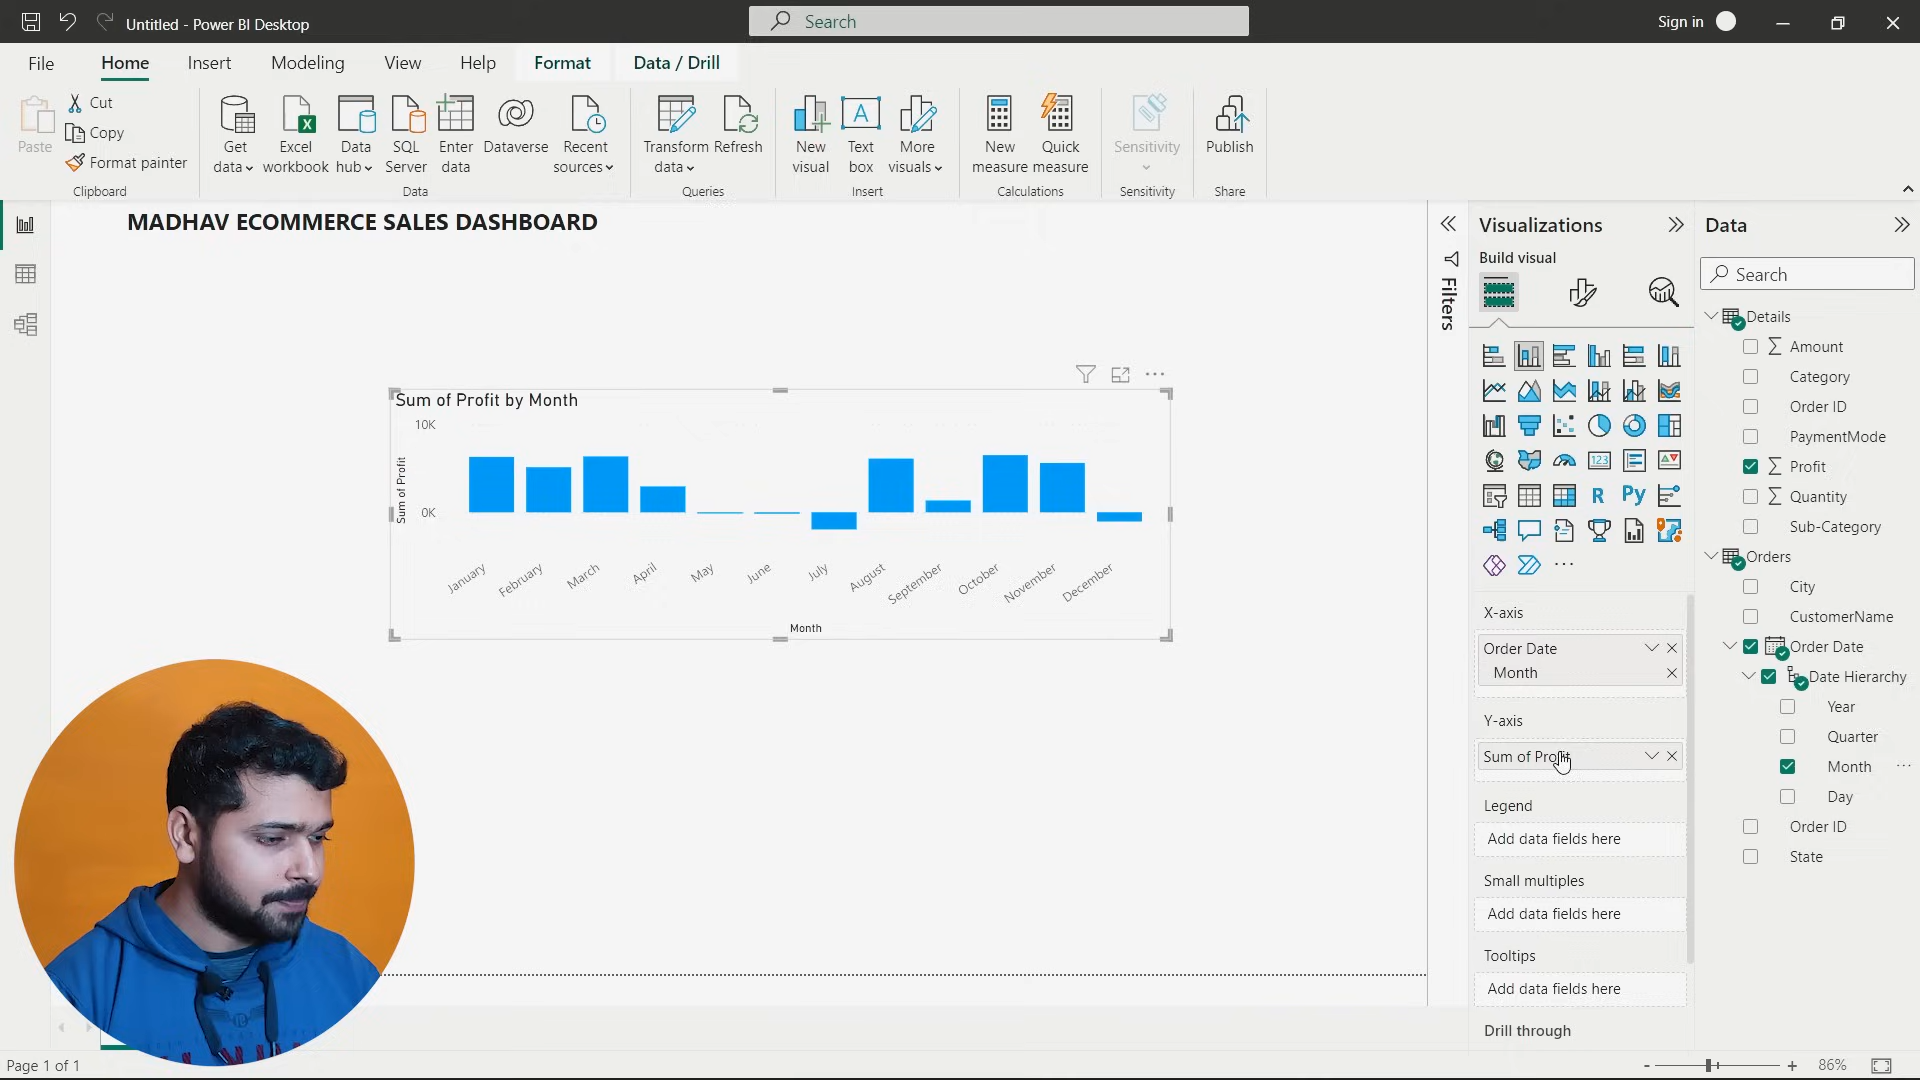 Untitled - Power BI Desktop
Search
Sign in
File
Home
Insert
Modeling
View
Help
Format
Data / Drill
Paste
Cut
Copy
Format painter
Clipboard
Get data
Excel workbook
Data hub
SQL Server
Enter data
Dataverse
Recent sources
Data
Transform data
Refresh
Queries
New visual
Text box
More visuals
Insert
New measure
Quick measure
Calculations
Sensitivity
Sensitivity
Publish
Share
MADHAV ECOMMERCE SALES DASHBOARD
Sum of Profit by Month
10K
0K
Sum of Profit
January
February
March
April
May
June
July
August
September
October
November
December
Month
Filters
Visualizations
Build visual
123
R
Py
X-axis
Order Date
Month
Y-axis
Sum of Profit
Legend
Add data fields here
Small multiples
Add data fields here
Tooltips
Add data fields here
Drill through
Data
Search
Details
Amount
Category
Order ID
PaymentMode
Profit
Quantity
Sub-Category
Orders
City
CustomerName
Order Date
Date Hierarchy
Year
Quarter
Month
Day
Order ID
State
Page 1 of 1
86%